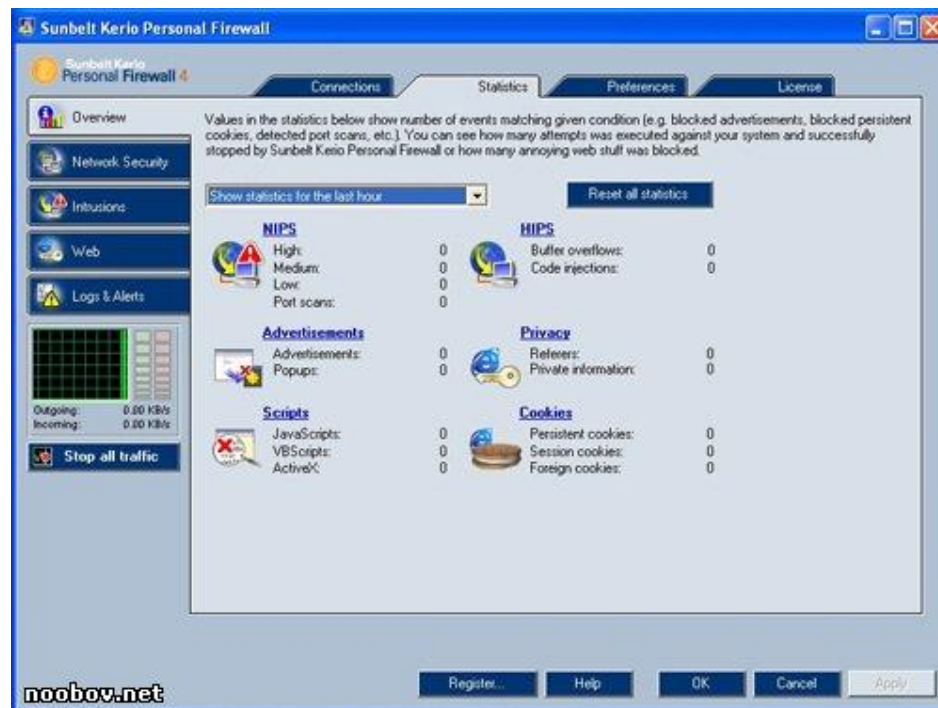 Sunbelt Kerio Personal Firewall
Sunbelt Kerio
Personal Firewall 4
Connections
Statistics
Preferences
License
Overview
Network Security
Intrusions
Web
Logs & Alerts
Outgoing: 0.00 KB/s
Incoming: 0.00 KB/s
Stop all traffic
Values in the statistics below show number of events matching given condition (e.g. blocked advertisements, blocked persistent
cookies, detected port scans, etc.). You can see how many attempts was executed against your system and successfully
stopped by Sunbelt Kerio Personal Firewall or how many annoying web stuff was blocked.
Show statistics for the last hour
Reset all statistics
NIPS
High: 0
Medium: 0
Low: 0
Port scans: 0
HIPS
Buffer overflows: 0
Code injections: 0
Advertisements
Advertisements: 0
Popups: 0
Privacy
Referers: 0
Private information: 0
Scripts
JavaScripts: 0
VBScripts: 0
ActiveX: 0
Cookies
Persistent cookies: 0
Session cookies: 0
Foreign cookies: 0
Register...
Help
OK
Cancel
Apply
noobov.net